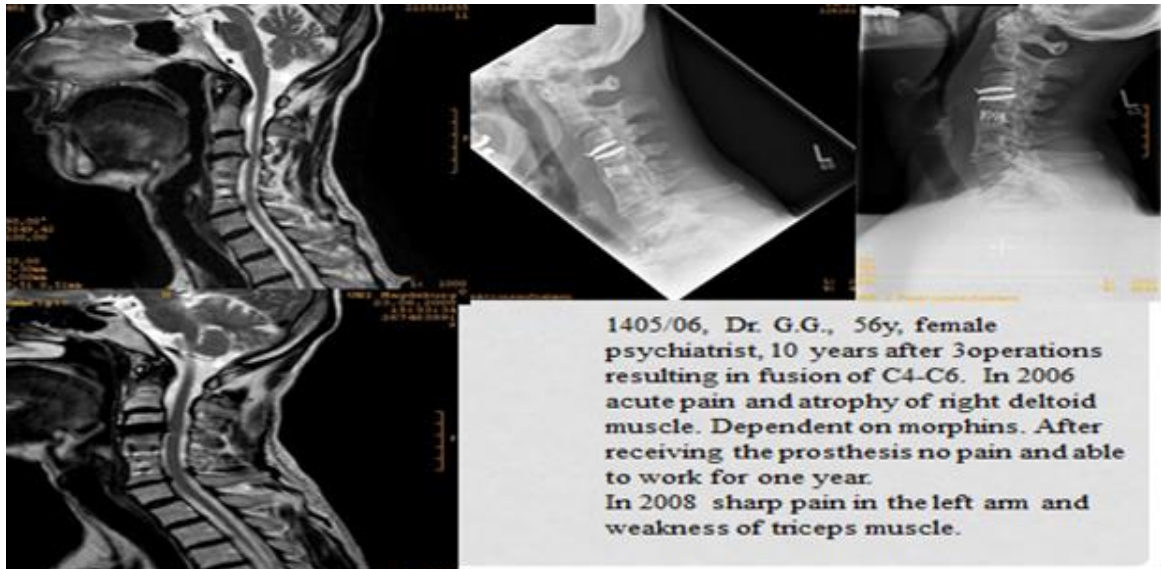 L
L
1405/06, Dr. G.G., 56y, female
psychiatrist, 10 years after 3operations
resulting in fusion of C4-C6. In 2006
acute pain and atrophy of right deltoid
muscle. Dependent on morphins. After
receiving the prosthesis no pain and able
to work for one year.
In 2008 sharp pain in the left arm and
weakness of triceps muscle.